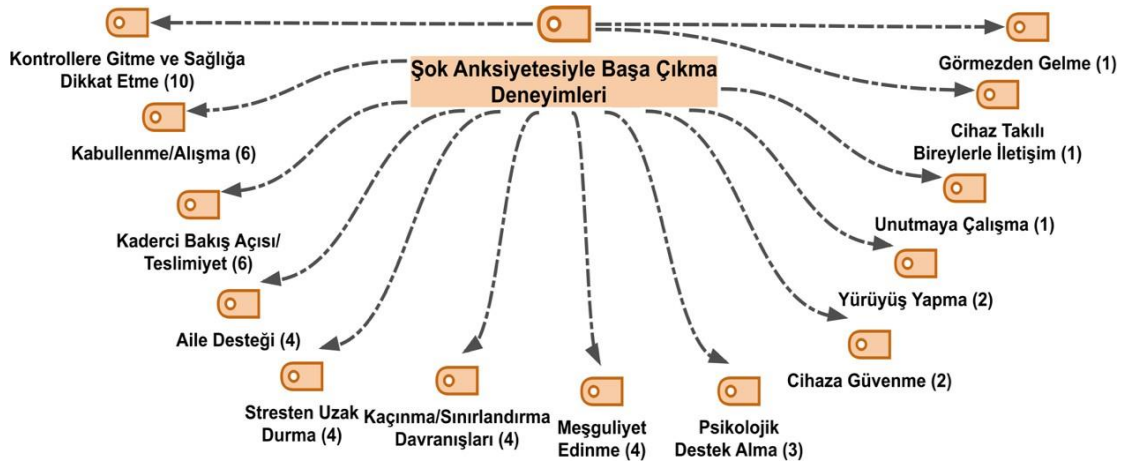 Şok Anksiyetesiyle Başa Çıkma
Deneyimleri
Kontrollere Gitme ve Sağlığa
Dikkat Etme (10)
Kabullenme/Alışma (6)
Kaderci Bakış Açısı/
Teslimiyet (6)
Aile Desteği (4)
Stresten Uzak
Durma (4)
Kaçınma/Sınırlandırma
Davranışları (4)
Meşguliyet
Edinme (4)
Psikolojik
Destek Alma (3)
Cihaza Güvenme (2)
Yürüyüş Yapma (2)
Unutmaya Çalışma (1)
Cihaz Takılı
Bireylerle İletişim (1)
Görmezden Gelme (1)